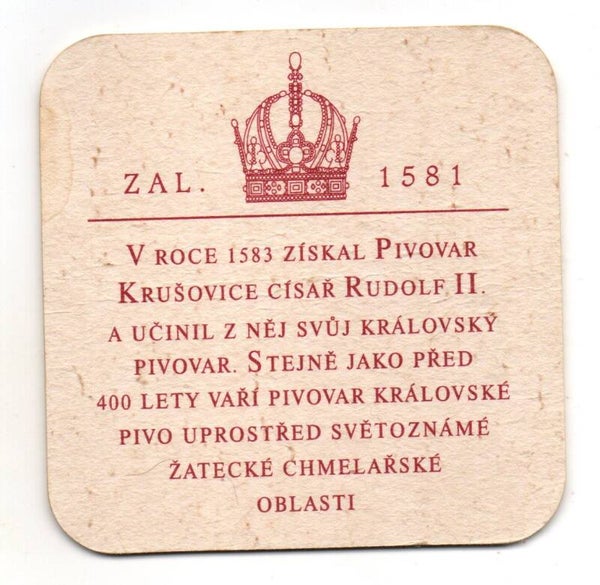 ZAL. 1581
V ROCE 1583 ZÍSKAL PIVOVAR
KRUŠOVICE CÍSAŘ RUDOLF II.
A UČINIL Z NĚJ SVŮJ KRÁLOVSKÝ
PIVOVAR. STEJNĚ JAKO PŘED
400 LETY VAŘÍ PIVOVAR KRÁLOVSKÉ
PIVO UPROSTŘED SVĚTOZNÁMÉ
ŽATECKÉ CHMELAŘSKÉ
OBLASTI